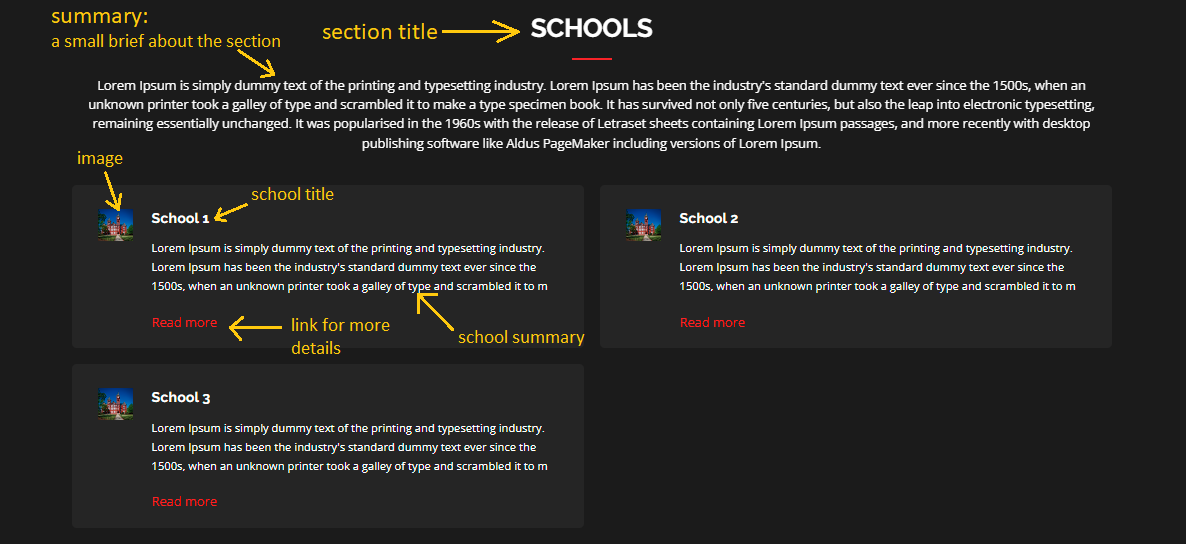 summary:
a small brief about the section
section title
SCHOOLS
Lorem Ipsum is simply dummy text of the printing and typesetting industry. Lorem Ipsum has been the industry's standard dummy text ever since the 1500s, when an
unknown printer took a galley of type and scrambled it to make a type specimen book. It has survived not only five centuries, but also the leap into electronic typesetting,
remaining essentially unchanged. It was popularised in the 1960s with the release of Letraset sheets containing Lorem Ipsum passages, and more recently with desktop
publishing software like Aldus PageMaker including versions of Lorem Ipsum.
image
school title
School 1
Lorem Ipsum is simply dummy text of the printing and typesetting industry.
Lorem Ipsum has been the industry's standard dummy text ever since the
1500s, when an unknown printer took a galley of type and scrambled it to m
Read more
link for more
details
school summary
School 2
Lorem Ipsum is simply dummy text of the printing and typesetting industry.
Lorem Ipsum has been the industry's standard dummy text ever since the
1500s, when an unknown printer took a galley of type and scrambled it to m
Read more
School 3
Lorem Ipsum is simply dummy text of the printing and typesetting industry.
Lorem Ipsum has been the industry's standard dummy text ever since the
1500s, when an unknown printer took a galley of type and scrambled it to m
Read more